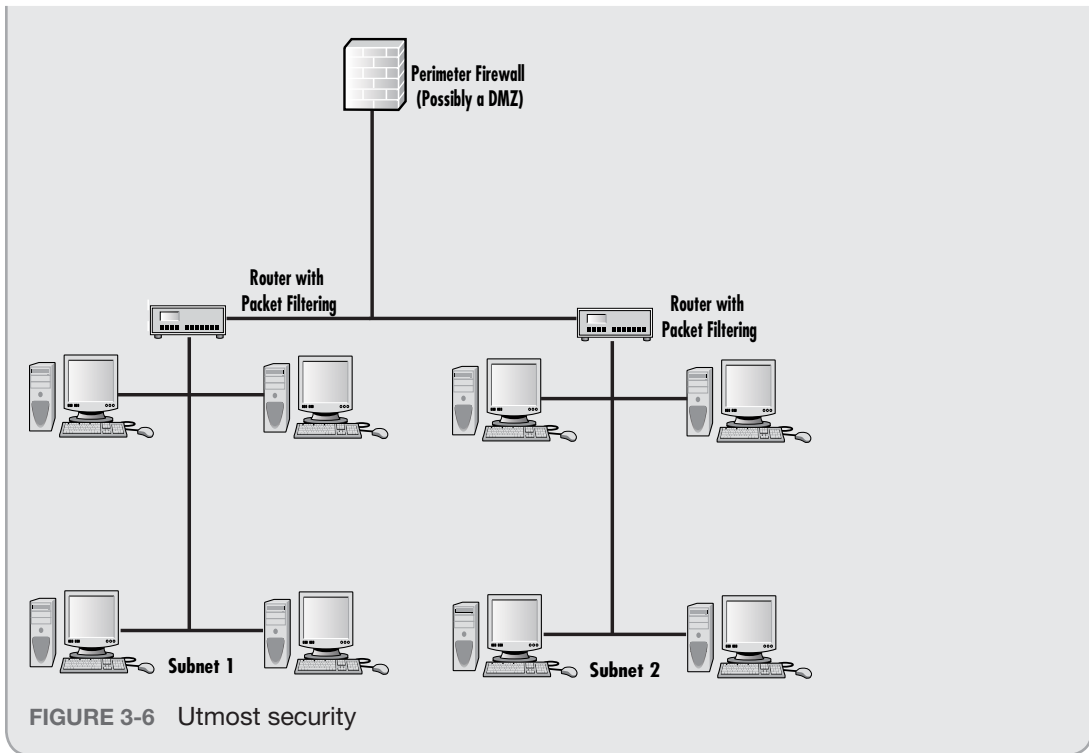 Perimeter Firewall
(Possibly a DMZ)
Router with
Packet Filtering
Router with
Packet Filtering
Subnet 1
Subnet 2
FIGURE 3-6 Utmost security